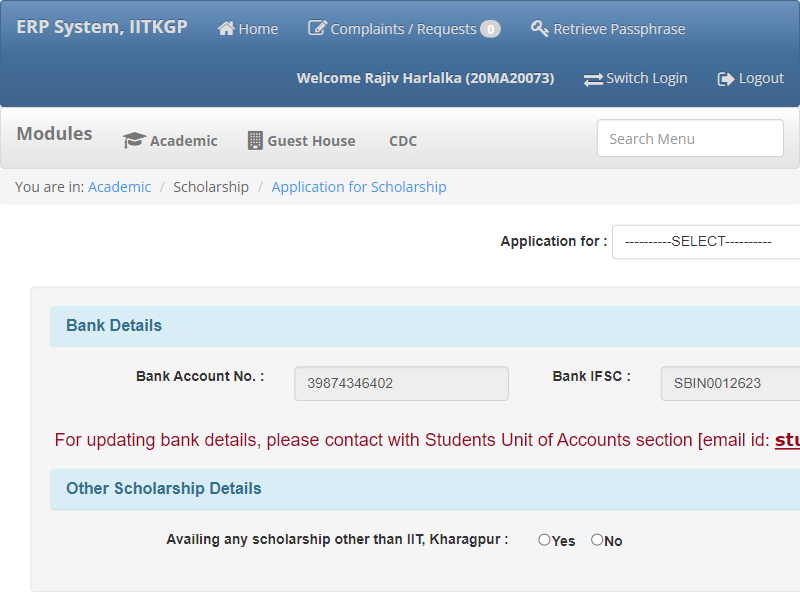 ERP System, IITKGP
Home
Complaints / Requests 0
Retrieve Passphrase
Welcome Rajiv Harlalka (20MA20073)
Switch Login
Logout
Modules
Academic
Guest House
CDC
Search Menu
You are in: Academic / Scholarship / Application for Scholarship
Application for : ----------SELECT----------
Bank Details
Bank Account No. : 39874346402
Bank IFSC : SBIN0012623
For updating bank details, please contact with Students Unit of Accounts section [email id: stu
Other Scholarship Details
Availing any scholarship other than IIT, Kharagpur : Yes No